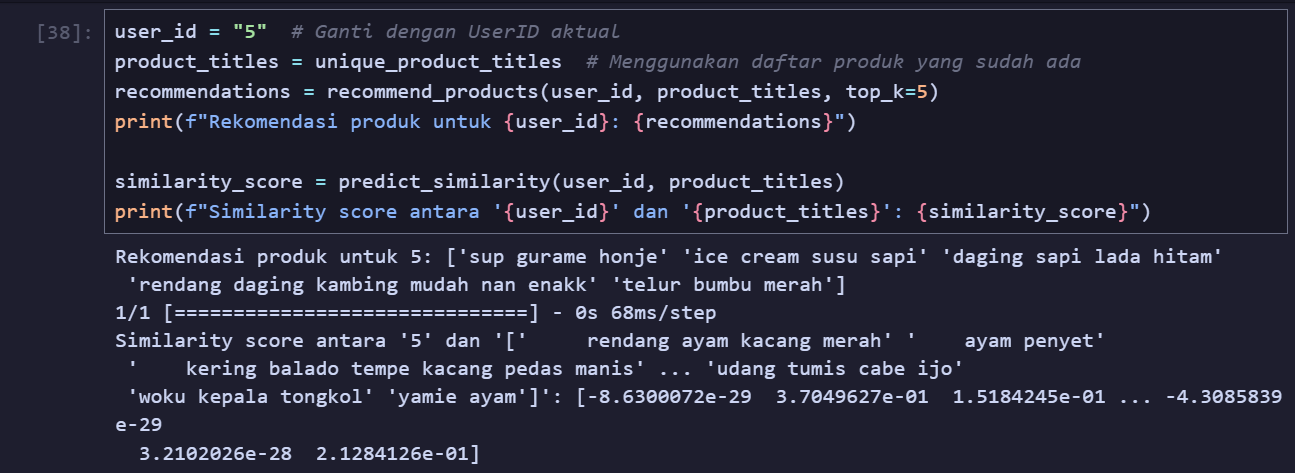 [38]: user_id = "5"  # Ganti dengan UserID aktual
product_titles = unique_product_titles  # Menggunakan daftar produk yang sudah ada
recommendations = recommend_products(user_id, product_titles, top_k=5)
print(f"Rekomendasi produk untuk {user_id}: {recommendations}")
similarity_score = predict_similarity(user_id, product_titles)
print(f"Similarity score antara '{user_id}' dan '{product_titles}': {similarity_score}")
Rekomendasi produk untuk 5: ['sup gurame honje' 'ice cream susu sapi' 'daging sapi lada hitam'
 'rendang daging kambing mudah nan enakk' 'telur bumbu merah']
1/1 [==============================] - 0s 68ms/step
Similarity score antara '5' dan '['     rendang ayam kacang merah' '    ayam penyet'
 '    kering balado tempe kacang pedas manis' ... 'udang tumis cabe ijo'
 'woku kepala tongkol' 'yamie ayam']': [-8.6300072e-29  3.7049627e-01  1.5184245e-01 ... -4.3085839
e-29
  3.2102026e-28  2.1284126e-01]